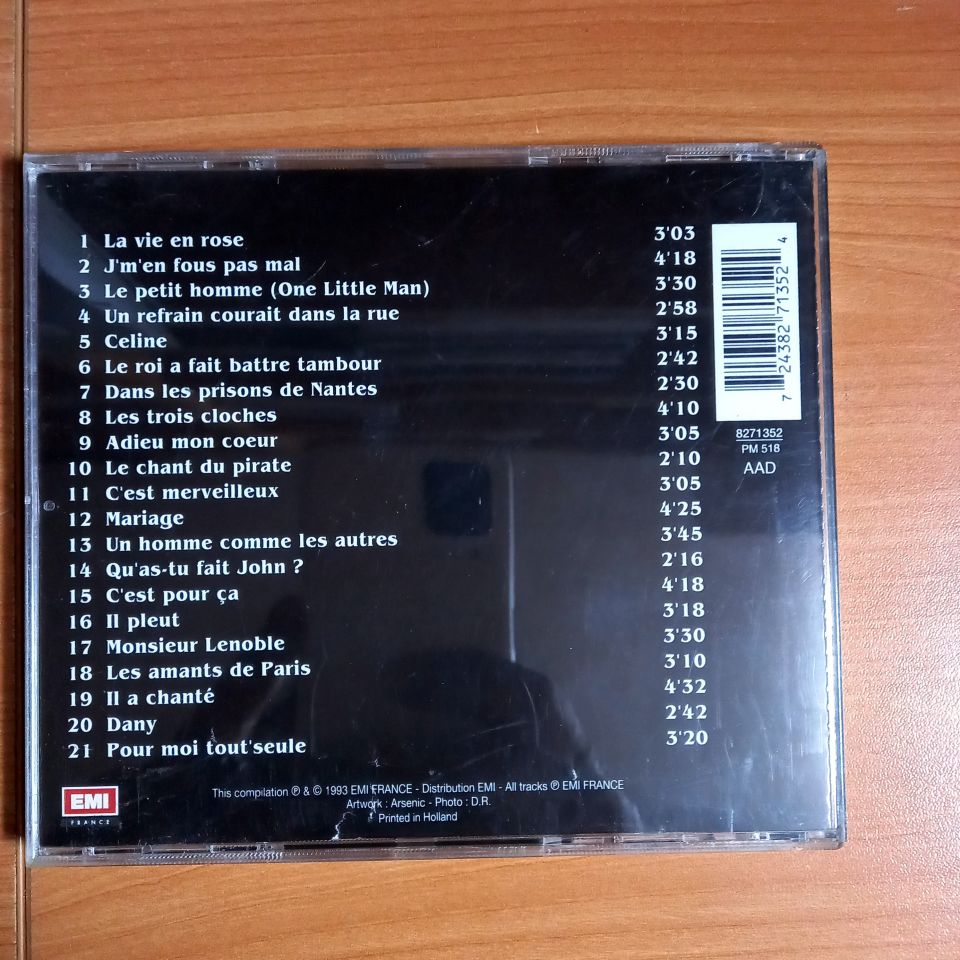 1 La vie en rose 3'03
2 J'm'en fous pas mal 4'18
3 Le petit homme (One Little Man) 3'30
4 Un refrain courait dans la rue 2'58
5 Celine 3'15
6 Le roi a fait battre tambour 2'42
7 Dans les prisons de Nantes 2'30
8 Les trois cloches 4'10
9 Adieu mon coeur 3'05
10 Le chant du pirate 2'10
11 C'est merveilleux 3'05
12 Mariage 4'25
13 Un homme comme les autres 3'45
14 Qu'as-tu fait John ? 2'16
15 C'est pour ça 4'18
16 Il pleut 3'18
17 Monsieur Lenoble 3'30
18 Les amants de Paris 3'10
19 Il a chanté 4'32
20 Dany 2'42
21 Pour moi tout'seule 3'20
7 24382 71352 4
8271352
PM 518
AAD
EMI
FRANCE
This compilation ℗ & © 1993 EMI FRANCE - Distribution EMI - All tracks ℗ EMI FRANCE
Artwork : Arsenic - Photo : D.R.
Printed in Holland